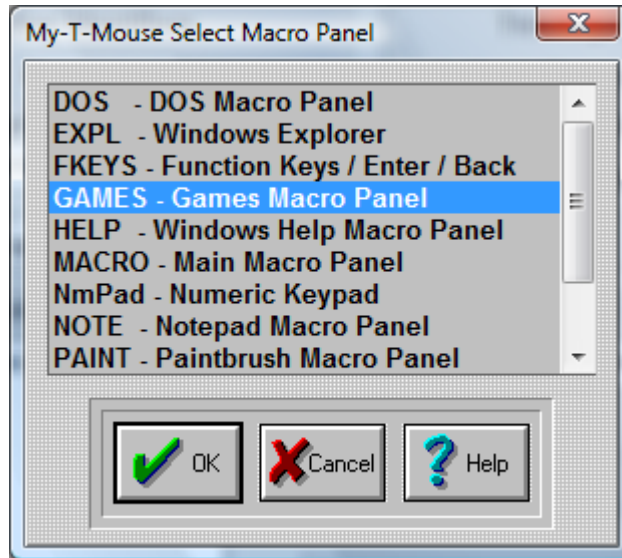 My-T-Mouse Select Macro Panel
DOS - DOS Macro Panel
EXPL - Windows Explorer
FKEYS - Function Keys / Enter / Back
GAMES - Games Macro Panel
HELP - Windows Help Macro Panel
MACRO - Main Macro Panel
NmPad - Numeric Keypad
NOTE - Notepad Macro Panel
PAINT - Paintbrush Macro Panel
OK Cancel Help